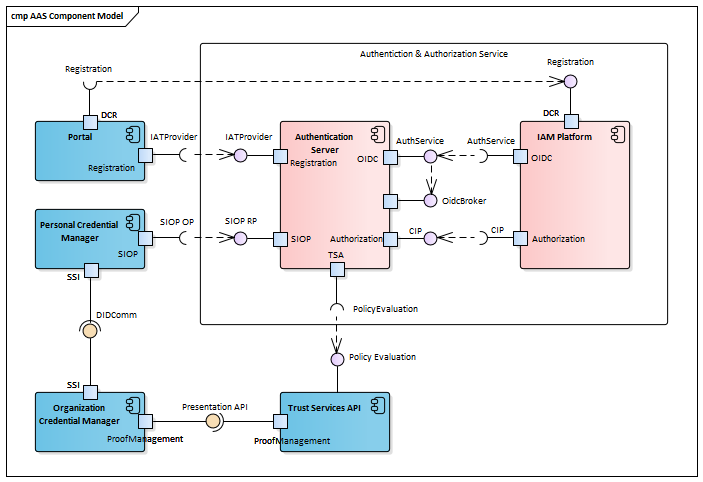 cmp AAS Component Model
Authentiction & Authorization Service
Registration
Registration
DCR
DCR
Portal
IATProvider
IATProvider
Authentication
Server
AuthService
AuthService
IAM Platform
Registration
Registration
OIDC
OIDC
OidcBroker
Personal Credential
Manager
SIOP OP
SIOP RP
SIOP
SIOP
Authorization
CIP
CIP
Authorization
SSI
TSA
DIDComm
PolicyEvaluation
Policy Evaluation
SSI
Organization
Credential Manager
Presentation API
Trust Services API
ProofManagement
ProofManagement